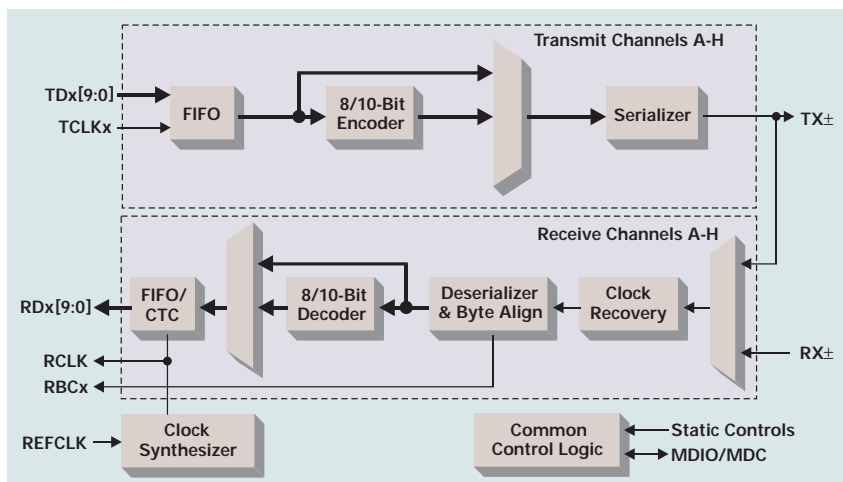 Transmit Channels A-H
TDx[9:0]
TCLKx
FIFO
8/10-Bit
Encoder
Serializer
TX±
Receive Channels A-H
RDx[9:0]
FIFO/
CTC
8/10-Bit
Decoder
Deserializer
& Byte Align
Clock
Recovery
RX±
RCLK
RBCx
REFCLK
Clock
Synthesizer
Common
Control Logic
Static Controls
MDIO/MDC